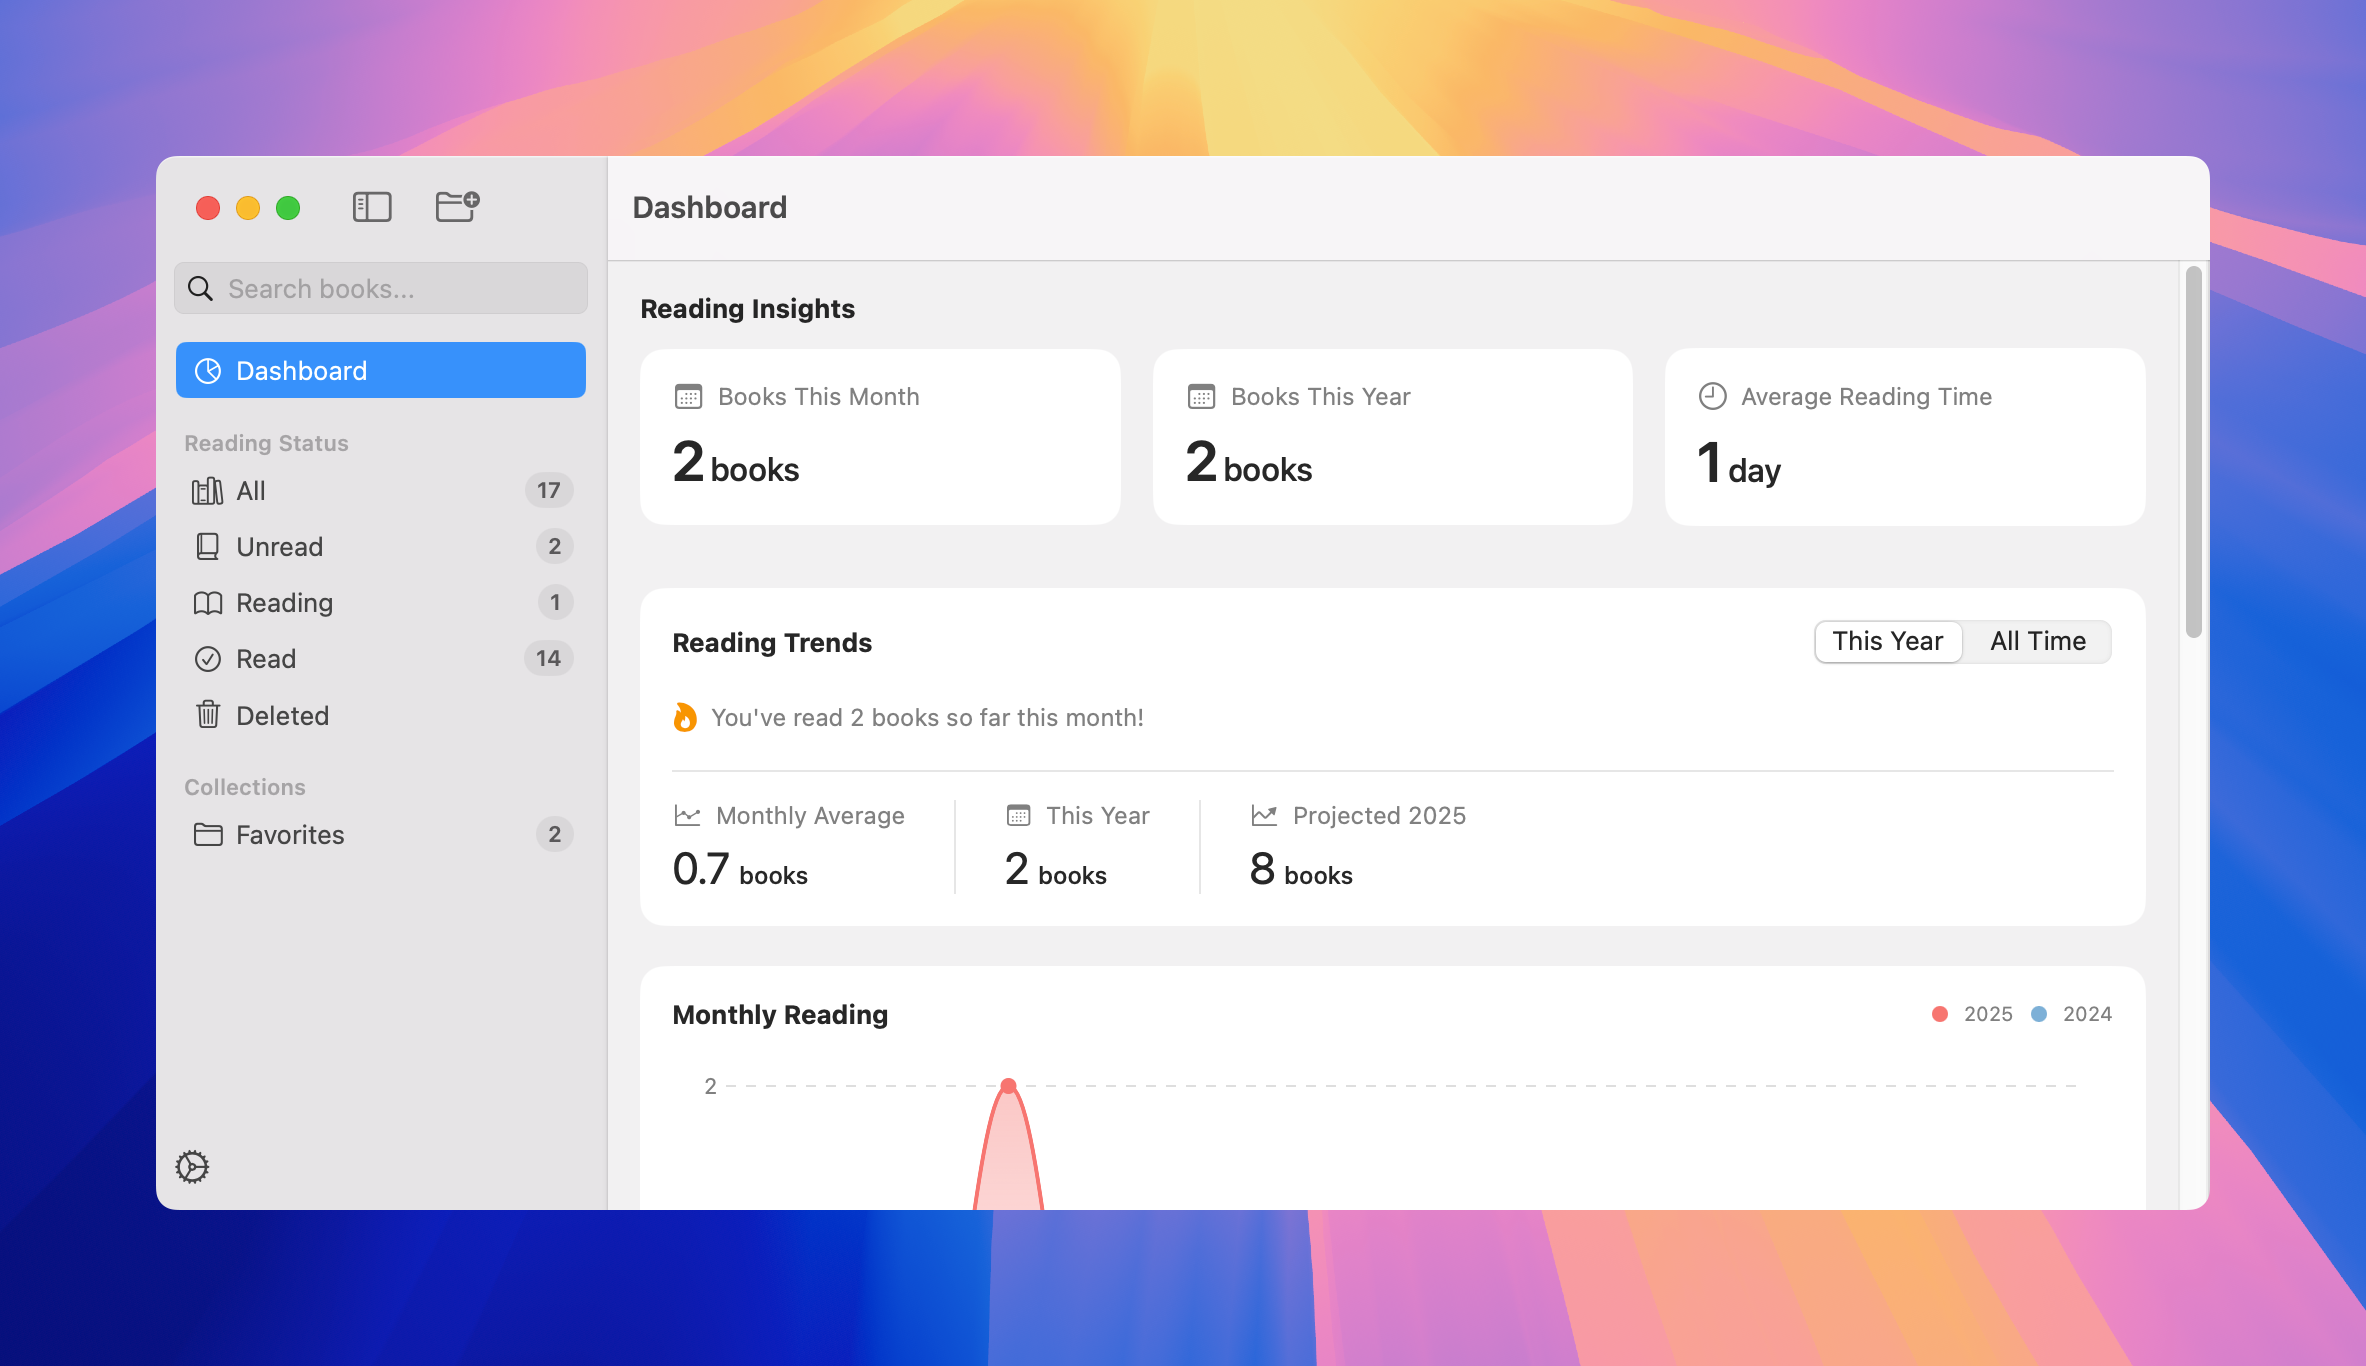 Dashboard
Search books...
Dashboard
Reading Status
All 17
Unread 2
Reading 1
Read 14
Deleted
Collections
Favorites 2
Reading Insights
Books This Month
2 books
Books This Year
2 books
Average Reading Time
1 day
Reading Trends
This Year All Time
You've read 2 books so far this month!
Monthly Average
0.7 books
This Year
2 books
Projected 2025
8 books
Monthly Reading
2025 2024
2